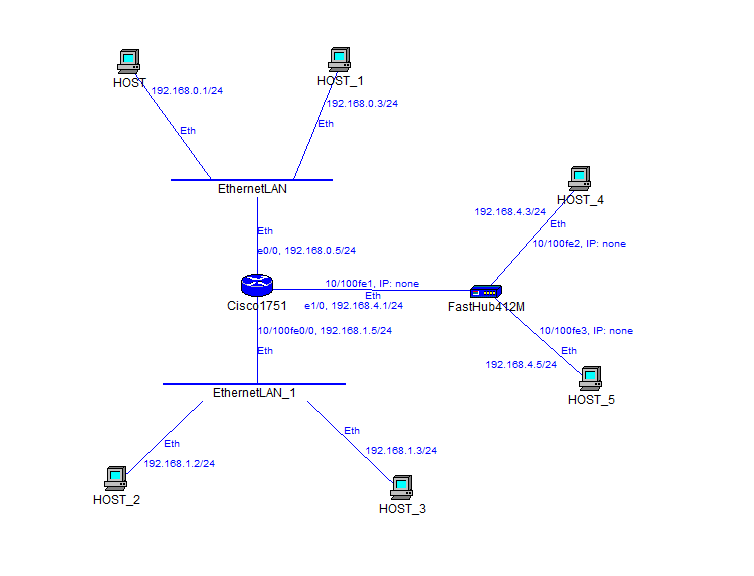 HOST
HOST_1
192.168.0.1/24
192.168.0.3/24
Eth
Eth
EthernetLAN
Eth
e0/0, 192.168.0.5/24
HOST_4
192.168.4.3/24
Eth
10/100fe2, IP: none
10/100fe1, IP: none
Eth
e1/0, 192.168.4.1/24
Cisco1751
FastHub412M
10/100fe0/0, 192.168.1.5/24
Eth
10/100fe3, IP: none
Eth
192.168.4.5/24
HOST_5
EthernetLAN_1
Eth
192.168.1.2/24
HOST_2
Eth
192.168.1.3/24
HOST_3